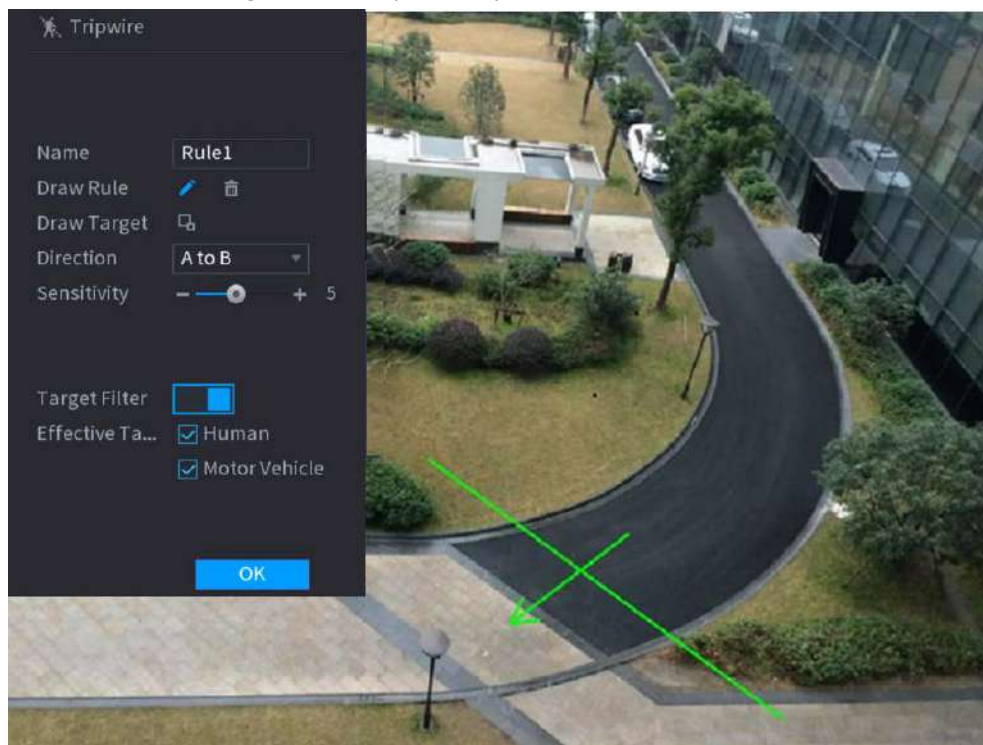 Tripwire
Name Rule1
Draw Rule
Draw Target
Direction A to B
Sensitivity - + 5
Target Filter
Effective Ta... Human
Motor Vehicle
OK